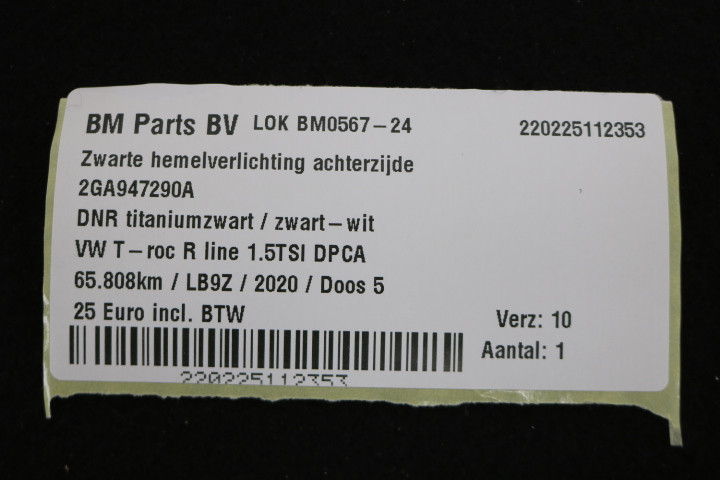 BM Parts BV LOK BM0567-24 220225112353
Zwarte hemelverlichting achterzijde
2GA947290A
DNR titaniumzwart / zwart-wit
VW T-roc R line 1.5TSI DPCA
65.808km / LB9Z / 2020 / Doos 5
25 Euro incl. BTW
Verz: 10
Aantal: 1
220225112353